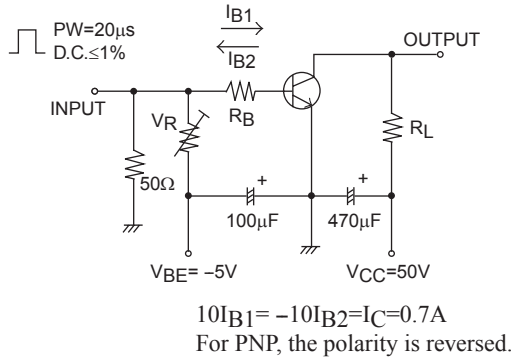 PW=20μs
D.C.≤1%
IB1
IB2
OUTPUT
INPUT
VR
RB
RL
50Ω
+
+
100μF
470μF
VBE= −5V
VCC=50V
10IB1= −10IB2=IC=0.7A
For PNP, the polarity is reversed.